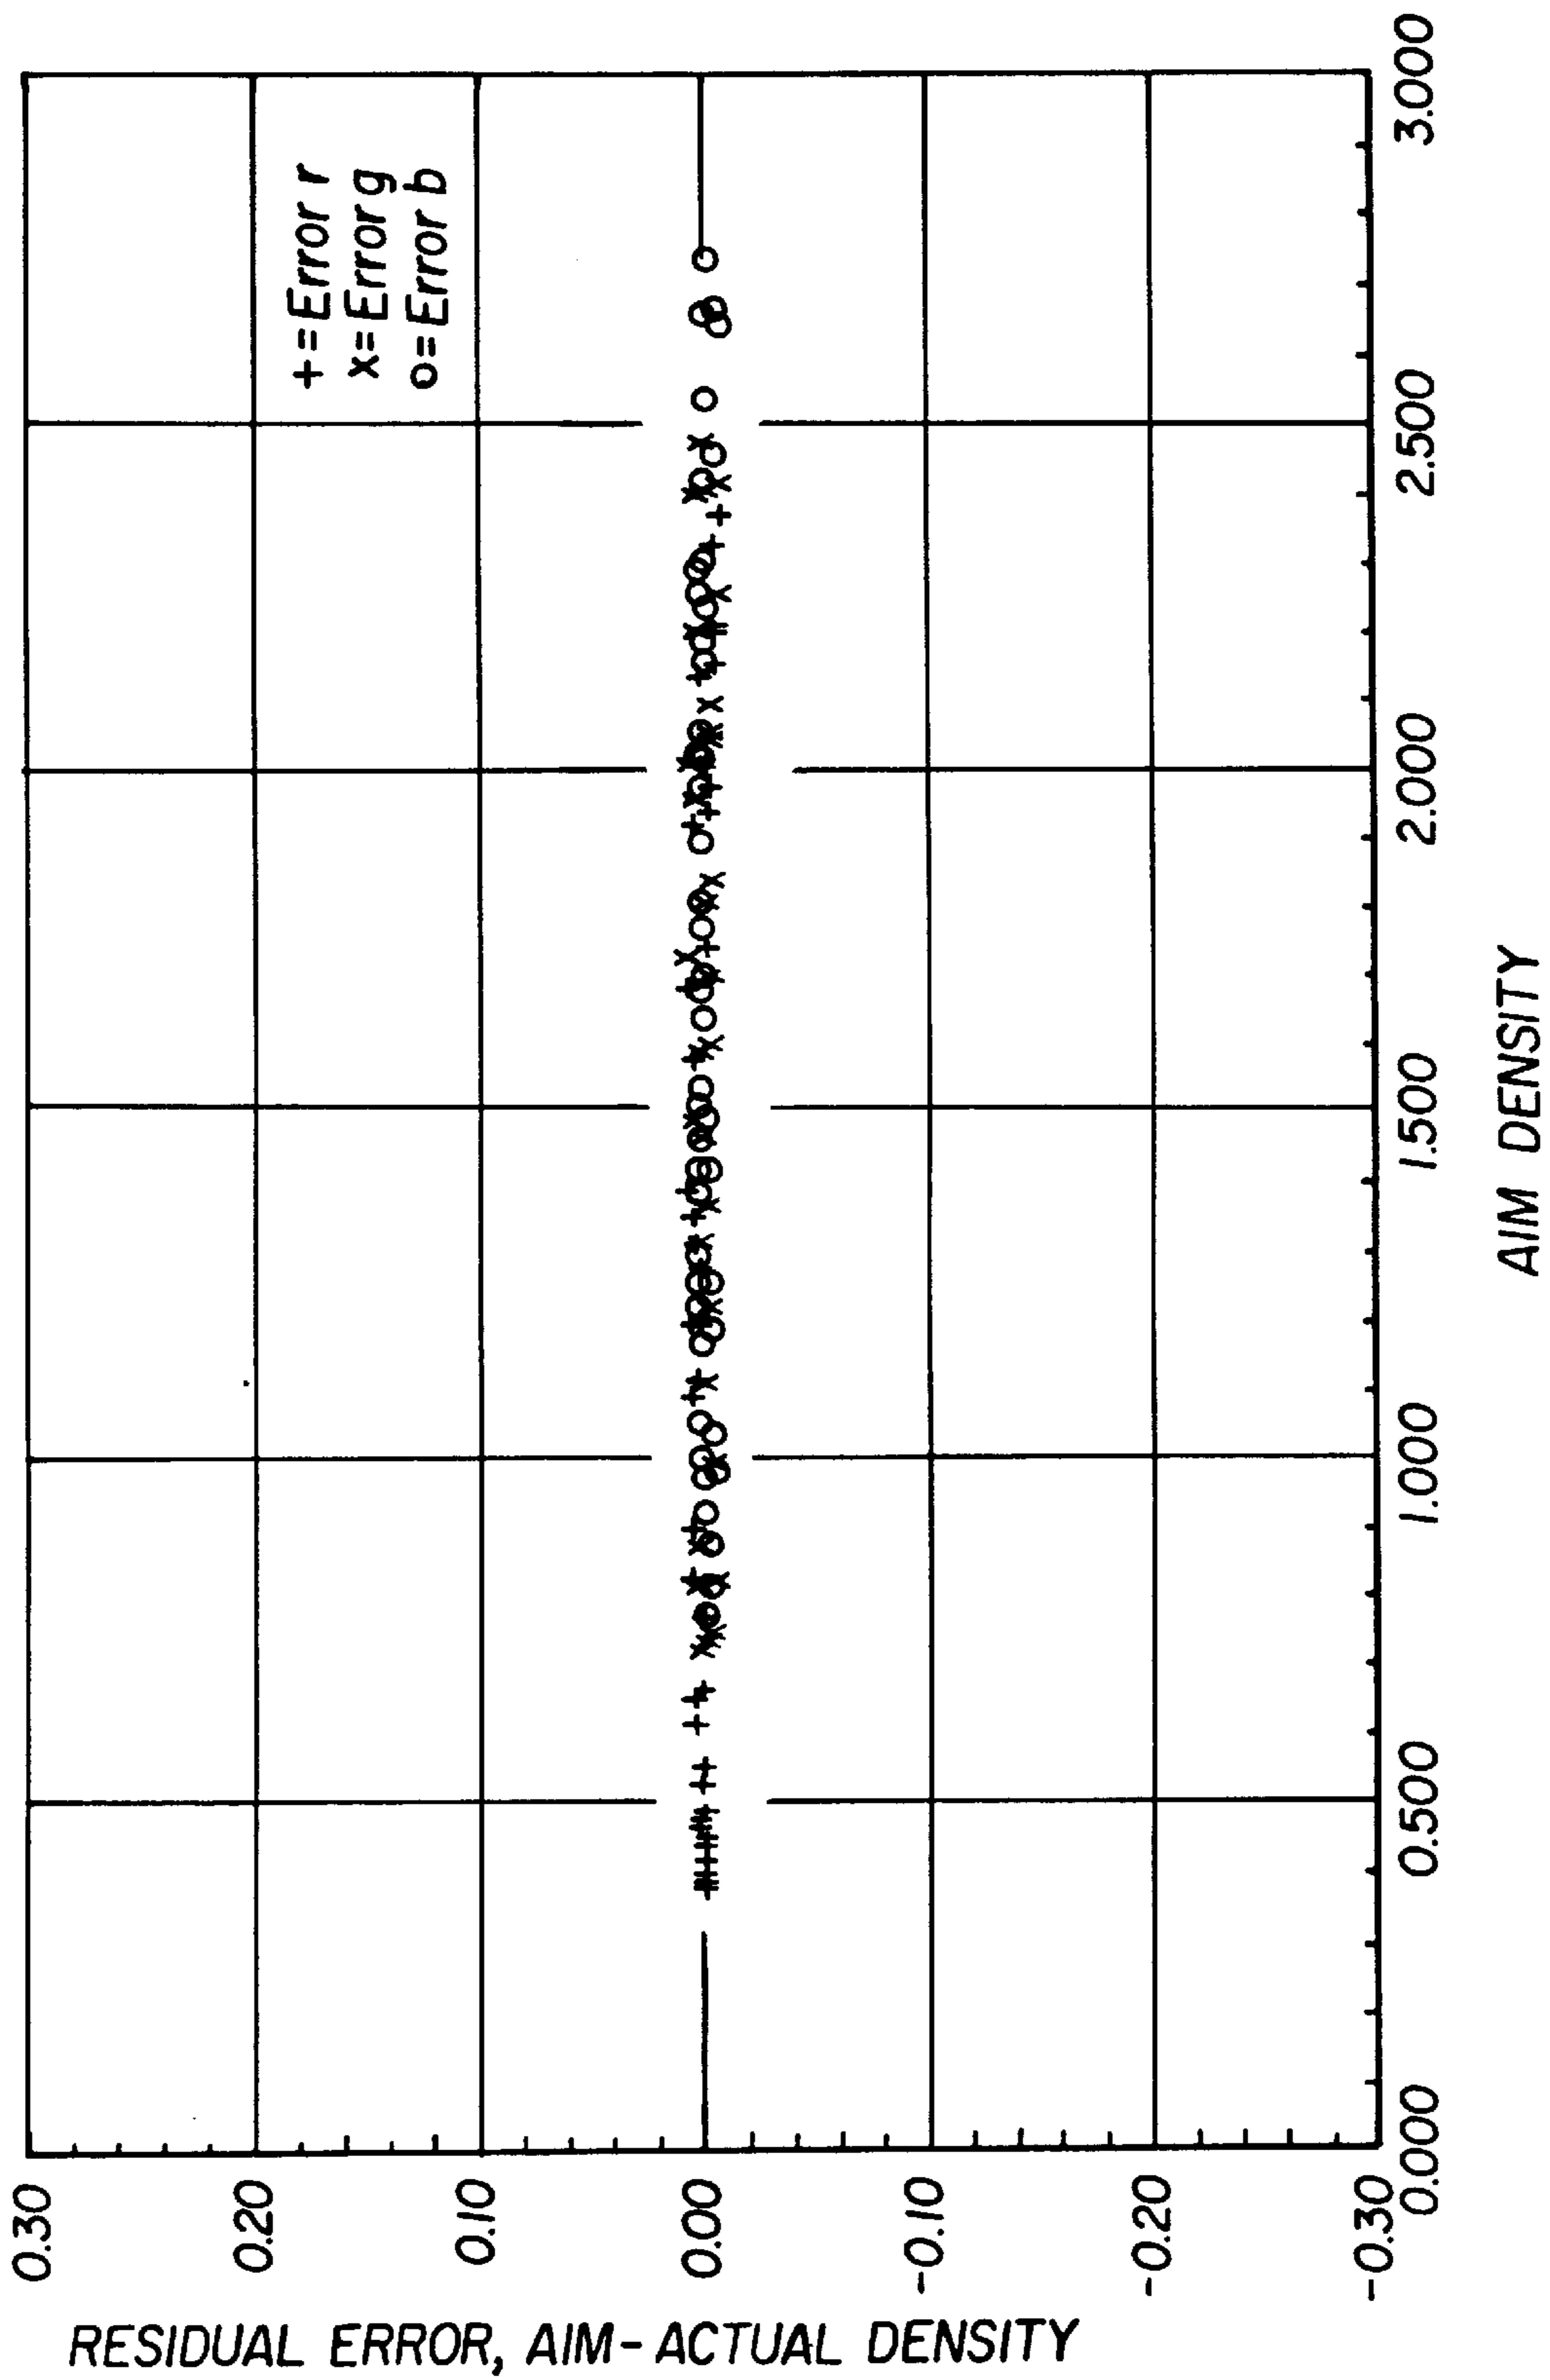 RESIDUAL ERROR, AIM-ACTUAL DENSITY
0.30
0.20
0.10
0.00
-0.10
-0.20
-0.30
+=Error r
x=Error g
o=Error b
0.000
0.500
1.000
1.500
2.000
2.500
3.000
AIM DENSITY